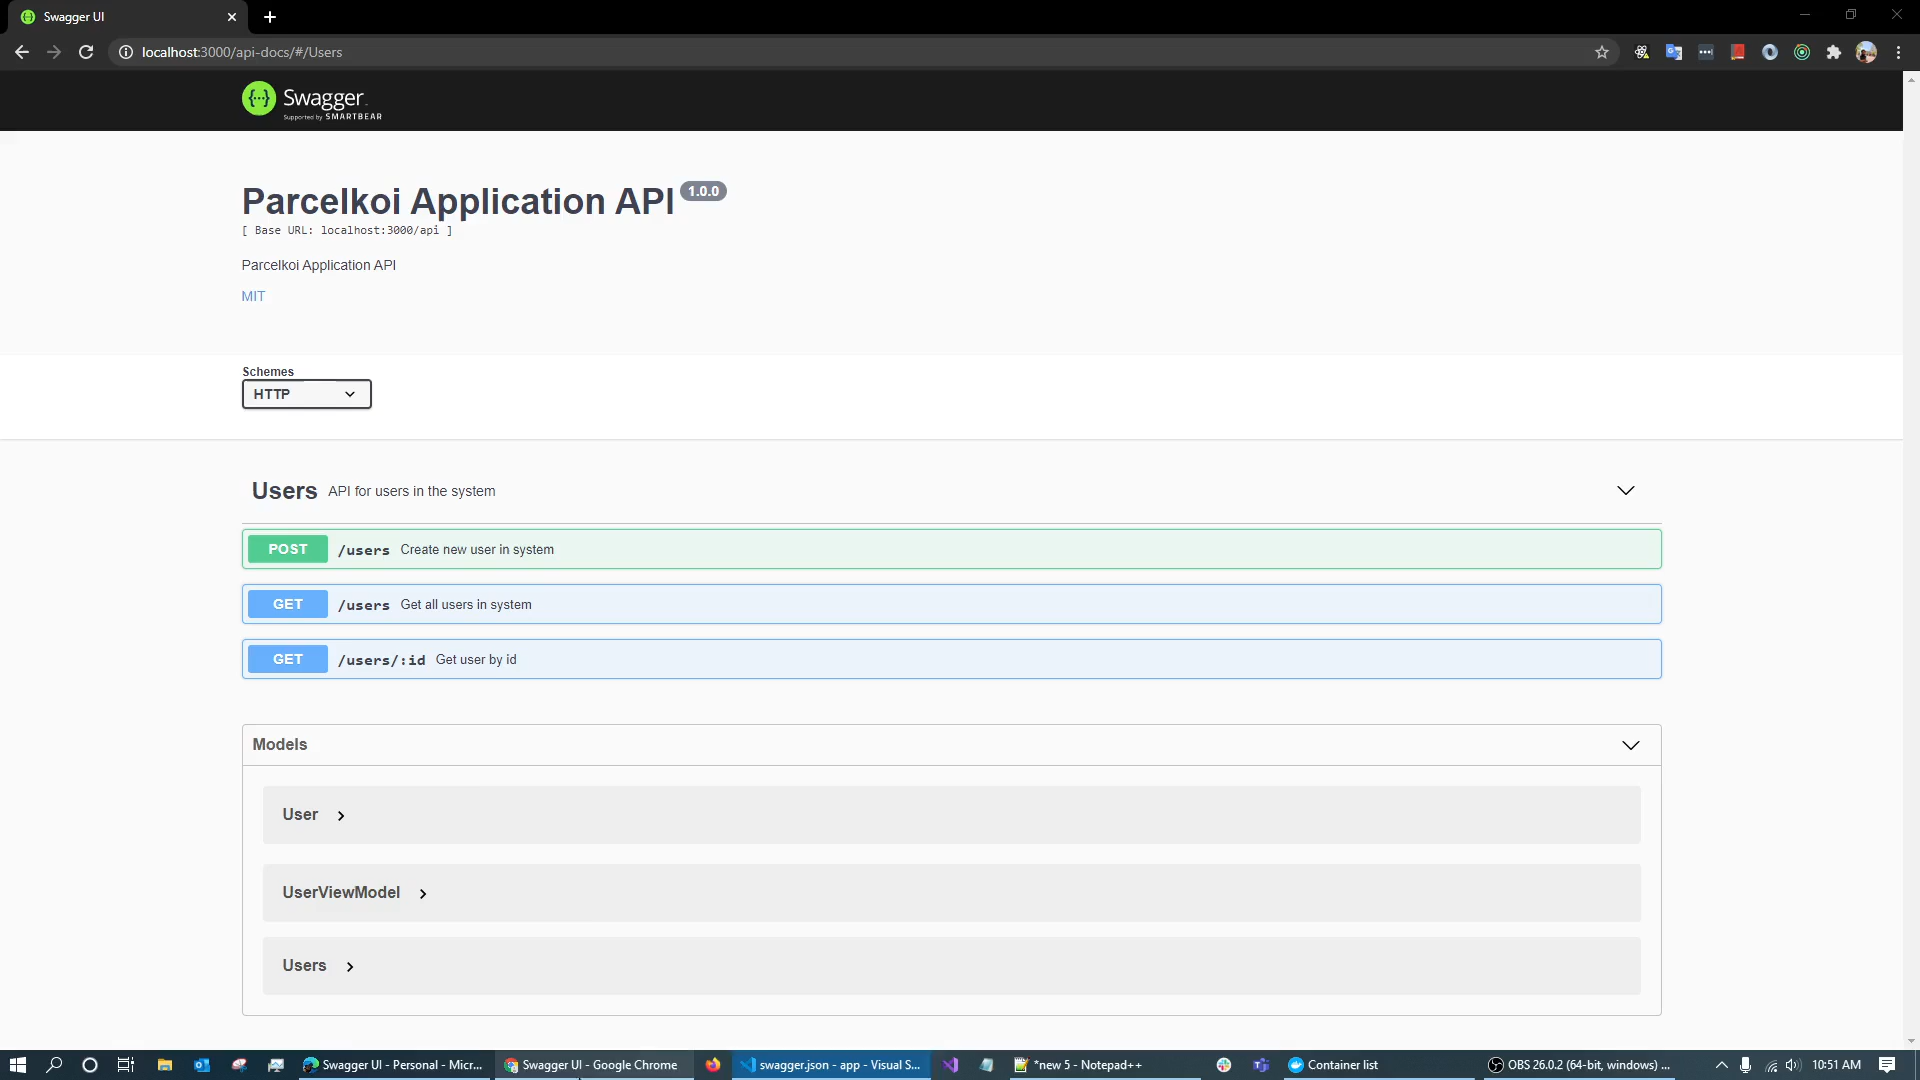 Swagger UI
localhost:3000/api-docs/#/Users
Swagger
Supported by SMARTBEAR
Parcelkoi Application API 1.0.0
[ Base URL: localhost:3000/api ]
Parcelkoi Application API
MIT
Schemes
HTTP
Users API for users in the system
POST /users Create new user in system
GET /users Get all users in system
GET /users/:id Get user by id
Models
User
UserViewModel
Users
Swagger UI - Personal - Micr... Swagger UI - Google Chrome swagger.json - app - Visual S... *new 5 - Notepad++ Container list OBS 26.0.2 (64-bit, windows) ... 10:51 AM